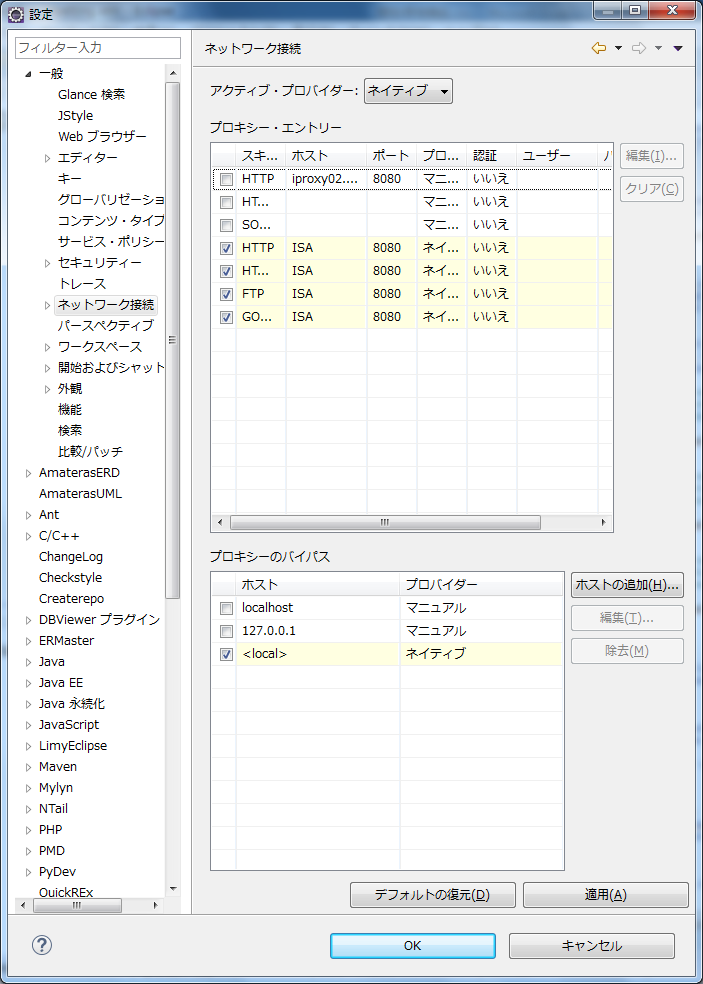 設定
フィルター入力
一般
Glance 検索
JStyle
Web ブラウザー
エディター
キー
グローバリゼーショ
コンテンツ・タイプ
サービス・ポリシー
セキュリティー
トレース
ネットワーク接続
パースペクティブ
ワークスペース
開始およびシャット
外観
機能
検索
比較/パッチ
AmaterasERD
AmaterasUML
Ant
C/C++
ChangeLog
Checkstyle
Createrepo
DBViewer プラグイン
ERMaster
Java
Java EE
Java 永続化
JavaScript
LimyEclipse
Maven
Mylyn
NTail
PHP
PMD
PyDev
QuickREx
ネットワーク接続
アクティブ・プロバイダー: ネイティブ
プロキシー・エントリー
スキ... ホスト ポート プロ... 認証 ユーザー パ
HTTP iproxy02.... 8080 マニ... いいえ
HT... マニ... いいえ
SO... マニ... いいえ
HTTP ISA 8080 ネイ... いいえ
HT... ISA 8080 ネイ... いいえ
FTP ISA 8080 ネイ... いいえ
GO... ISA 8080 ネイ... いいえ
編集(I)...
クリア(C)
プロキシーのバイパス
ホスト プロバイダー
localhost マニュアル
127.0.0.1 マニュアル
<local> ネイティブ
ホストの追加(H)...
編集(T)...
除去(M)
デフォルトの復元(D) 適用(A)
? OK キャンセル